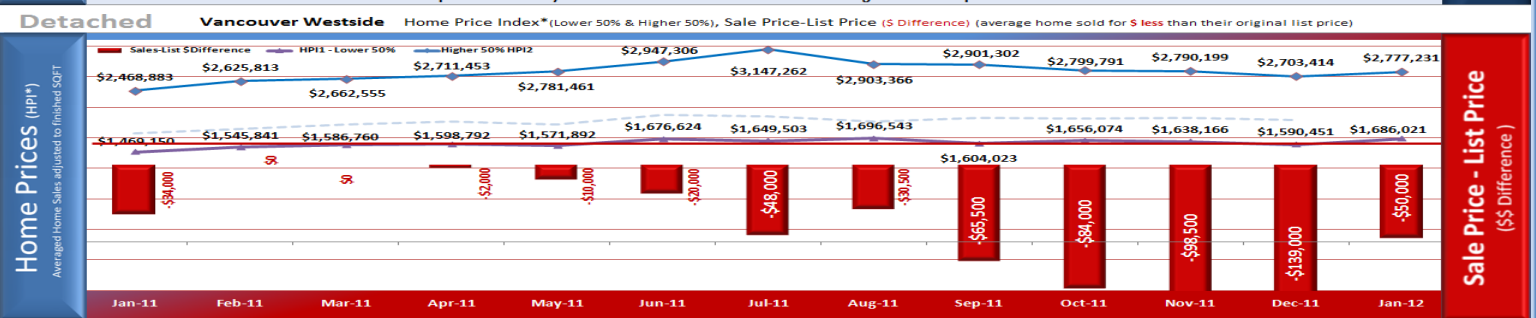 Detached Vancouver Westside Home Price Index*(Lower 50% & Higher 50%), Sale Price-List Price ($ Difference) (average home sold for $ less than their original list price)
Home Prices (HPI*)
Averaged Home Sales adjusted to finished SQFT
Sales-List $Difference HPI1 - Lower 50% Higher 50% HPI2
$2,468,883 $2,625,813 $2,662,555 $2,711,453 $2,781,461 $2,947,306 $3,147,262 $2,903,366 $2,901,302 $2,799,791 $2,790,199 $2,703,414 $2,777,231
$1,469,150 $1,545,841 $1,586,760 $1,598,792 $1,571,892 $1,676,624 $1,649,503 $1,696,543 $1,604,023 $1,656,074 $1,638,166 $1,590,451 $1,686,021
-$34,000 $0 $0 -$2,000 -$10,000 -$20,000 -$48,000 -$30,500 -$65,500 -$84,000 -$98,500 -$139,000 -$50,000
Jan-11 Feb-11 Mar-11 Apr-11 May-11 Jun-11 Jul-11 Aug-11 Sep-11 Oct-11 Nov-11 Dec-11 Jan-12
Sale Price - List Price
($$ Difference )